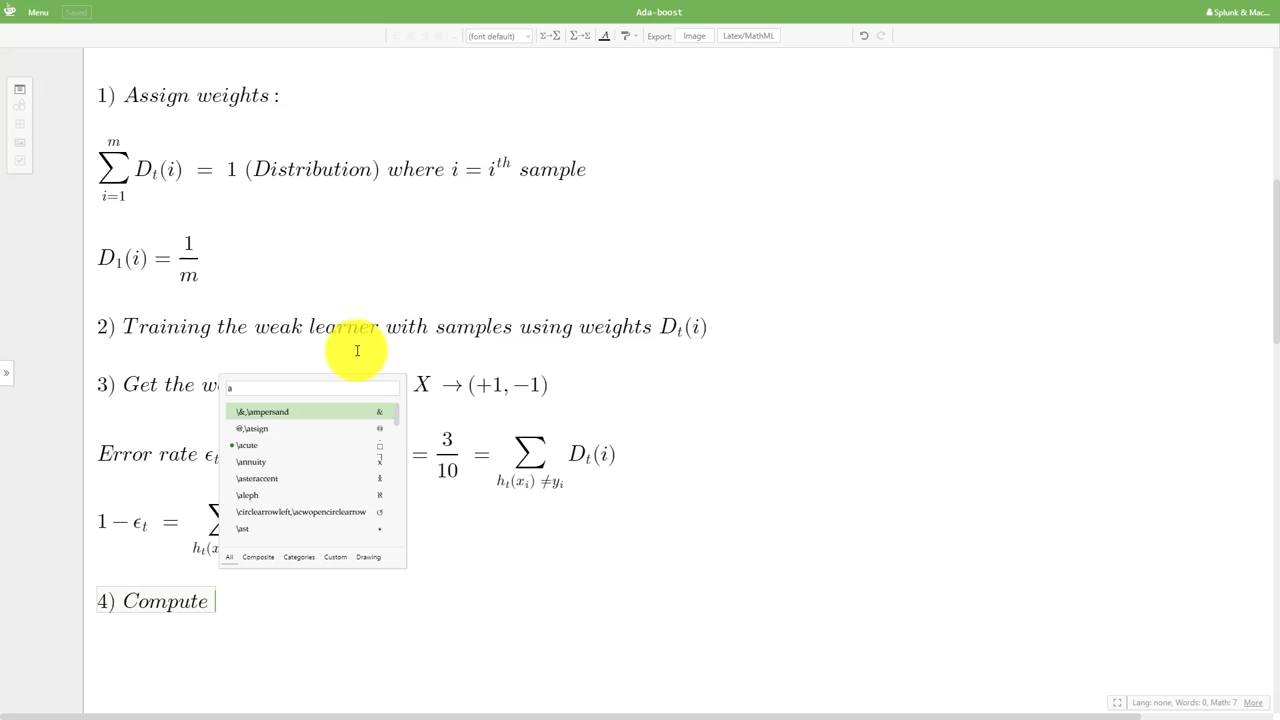 Menu Saved Ada-boost Splunk & Mac...
(font default) Σ→∑ ∑→Σ A Export: Image Latex/MathML
1) Assign weights :
∑_{i=1}^{m} D_t(i) = 1 (Distribution) where i = i^{th} sample
D_1(i) = 1/m
2) Training the weak learner with samples using weights D_t(i)
3) Get the X → (+1, −1)
Error rate ϵ_t = 3/10 = ∑_{h_t(x_i) ≠ y_i} D_t(i)
1 − ϵ_t =
4) Compute
a
\&,\ampersand &
@,\atsign @
\acute
\annuity
\asteraccent
\aleph ℵ
\circlearrowleft,\acwopencirclearrow ↺
\ast *
All Composite Categories Custom Drawing
Lang: none, Words: 0, Math: 7 More